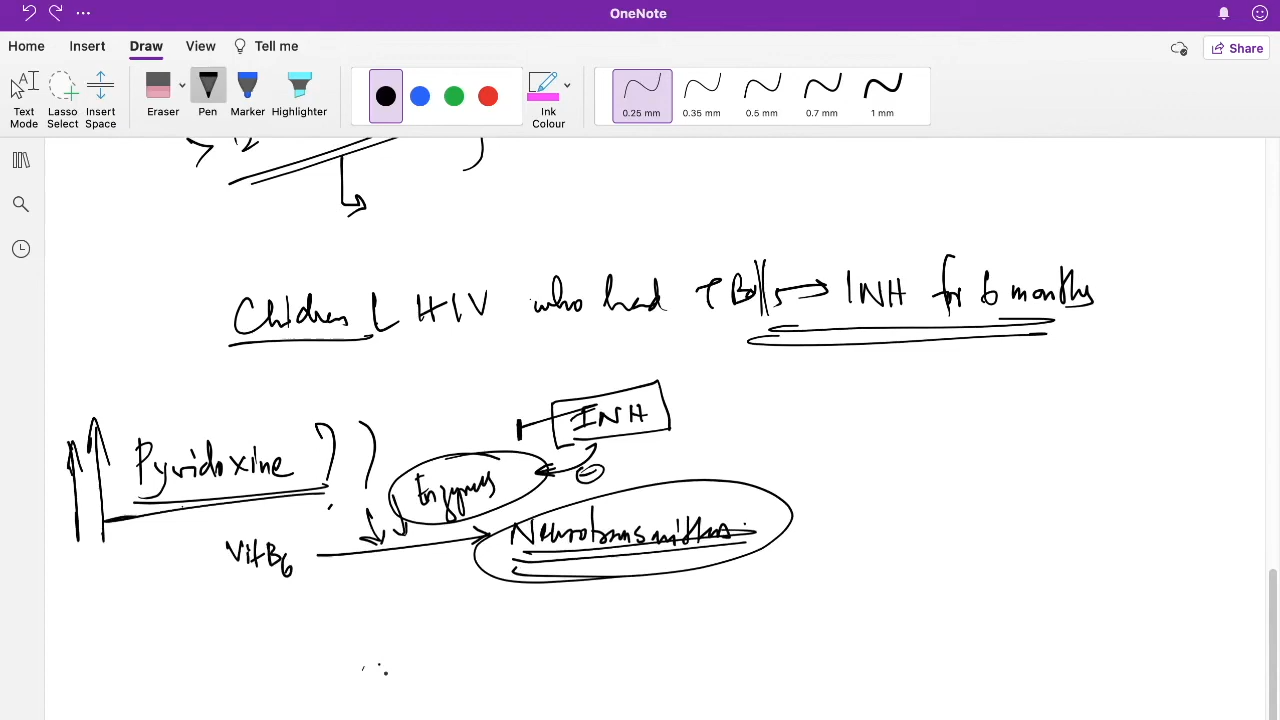 OneNote
Home Insert Draw View Tell me
Share
Text Mode
Lasso Select
Insert Space
Eraser
Pen
Marker
Highlighter
Ink Colour
0.25 mm
0.35 mm
0.5 mm
0.7 mm
1 mm
> 12
Children HIV who had TB → INH for 6 months
INH
Pyridoxine ??
Enzymes
Vit B6 → Neurotransmitters